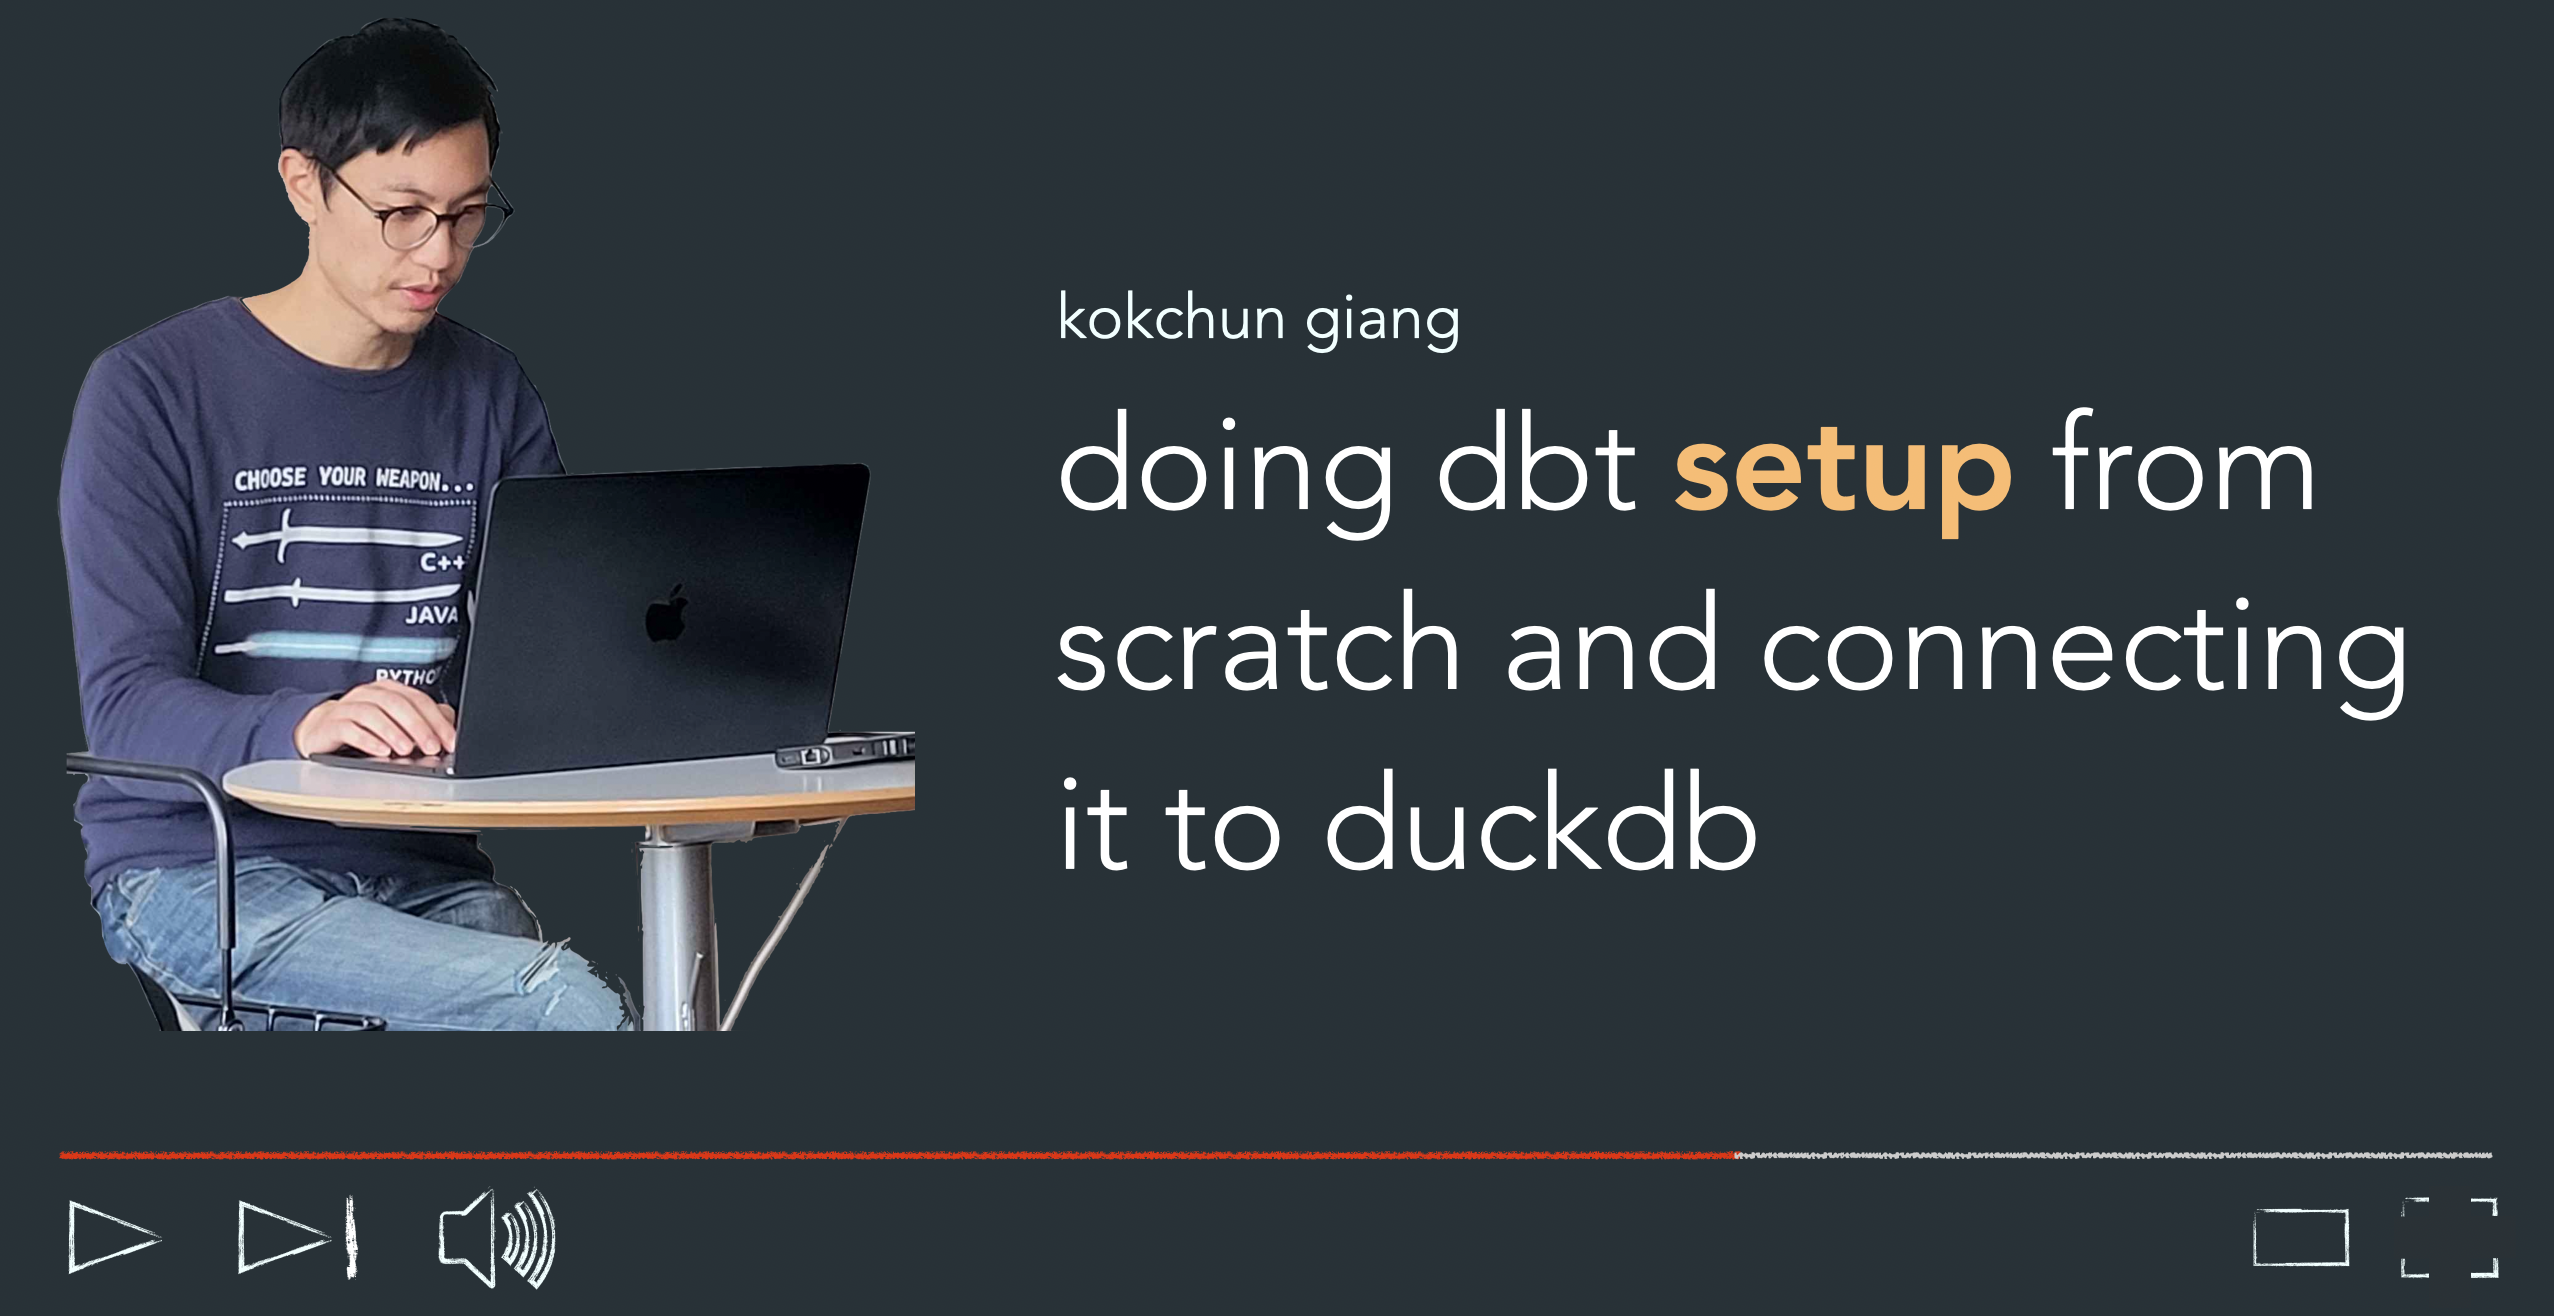 kokchun giang
doing dbt setup from
scratch and connecting
it to duckdb
CHOOSE YOUR WEAPON...
C++
JAVA
PYTHO